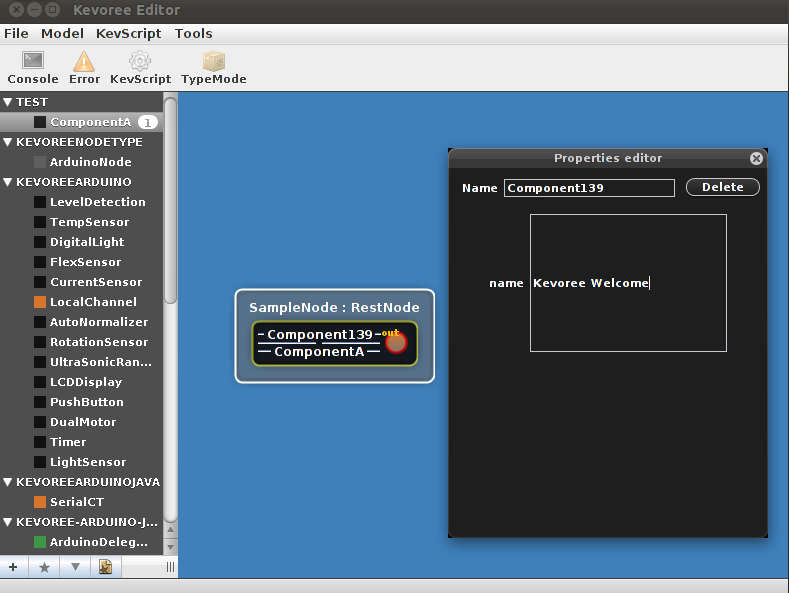 Kevoree Editor
File Model KevScript Tools
Console Error KevScript TypeMode
TEST
ComponentA 1
KEVOREENODETYPE
ArduinoNode
KEVOREEARDUINO
LevelDetection
TempSensor
DigitalLight
FlexSensor
CurrentSensor
LocalChannel
AutoNormalizer
RotationSensor
UltraSonicRan...
LCDDisplay
PushButton
DualMotor
Timer
LightSensor
KEVOREEARDUINOJAVA
SerialCT
KEVOREE-ARDUINO-J...
ArduinoDeleg...
SampleNode : RestNode
Component139 out
ComponentA
Properties editor
Name Component139 Delete
name Kevoree Welcome